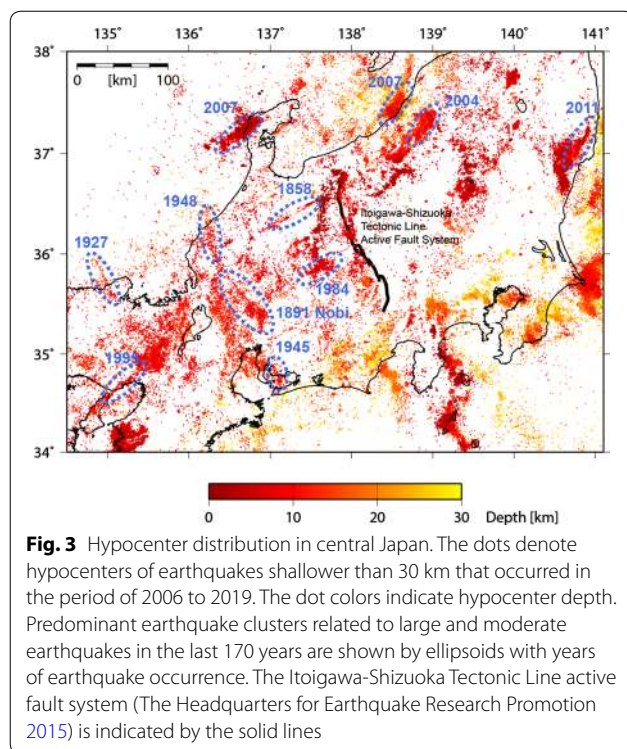 135˚ 136˚ 137˚ 138˚ 139˚ 140˚ 141˚
38˚
0 [km] 100
2007
2007
2004
2011
37˚
1858
1948
Itoigawa-Shizuoka
Tectonic Line
Active Fault System
36˚
1927
1984
1891 Nobi
1945
35˚
34˚
0 10 20 30 Depth [km]
Fig. 3 Hypocenter distribution in central Japan. The dots denote
hypocenters of earthquakes shallower than 30 km that occurred in
the period of 2006 to 2019. The dot colors indicate hypocenter depth.
Predominant earthquake clusters related to large and moderate
earthquakes in the last 170 years are shown by ellipsoids with years
of earthquake occurrence. The Itoigawa-Shizuoka Tectonic Line active
fault system (The Headquarters for Earthquake Research Promotion
2015) is indicated by the solid lines